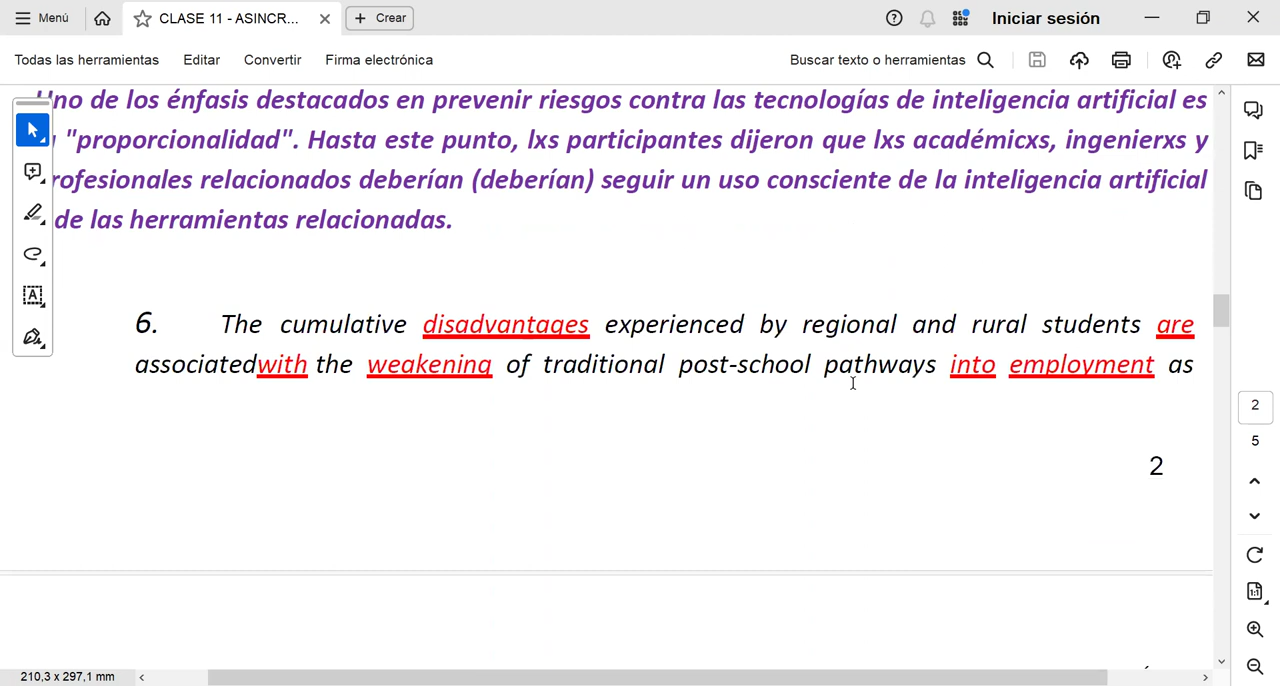 Menú
CLASE 11 - ASINCR...
Crear
Iniciar sesión
Todas las herramientas
Editar
Convertir
Firma electrónica
Buscar texto o herramientas
Uno de los énfasis destacados en prevenir riesgos contra las tecnologías de inteligencia artificial es
"proporcionalidad". Hasta este punto, lxs participantes dijeron que lxs académicxs, ingenierxs y
rofesionales relacionados deberían (deberían) seguir un uso consciente de la inteligencia artificial
de las herramientas relacionadas.
6. The cumulative disadvantages experienced by regional and rural students are
associatedwith the weakening of traditional post-school pathways into employment as
2
2
5
210,3 x 297,1 mm